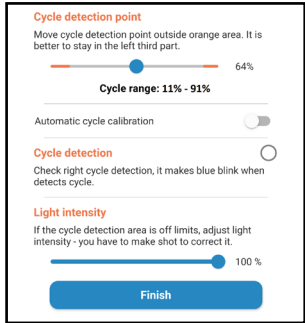 Cycle detection point
Move cycle detection point outside orange area. It is
better to stay in the left third part.
64%
Cycle range: 11% - 91%
Automatic cycle calibration
Cycle detection
Check right cycle detection, it makes blue blink when
detects cycle.
Light intensity
If the cycle detection area is off limits, adjust light
intensity - you have to make shot to correct it.
100 %
Finish